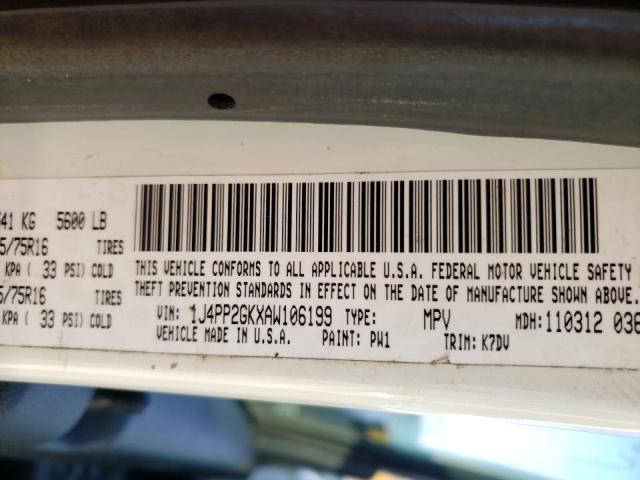 41 KG 5600 LB
5/75R16 TIRES
KPA ( 33 PSI) COLD
5/75R16 TIRES
KPA ( 33 PSI) COLD
THIS VEHICLE CONFORMS TO ALL APPLICABLE U.S.A. FEDERAL MOTOR VEHICLE SAFETY
THEFT PREVENTION STANDARDS IN EFFECT ON THE DATE OF MANUFACTURE SHOWN ABOVE.
VIN: 1J4PP2GKXAW106199 TYPE: MPV MDH: 110312 036
VEHICLE MADE IN U.S.A. PAINT: PW1 TRIM: K7DV